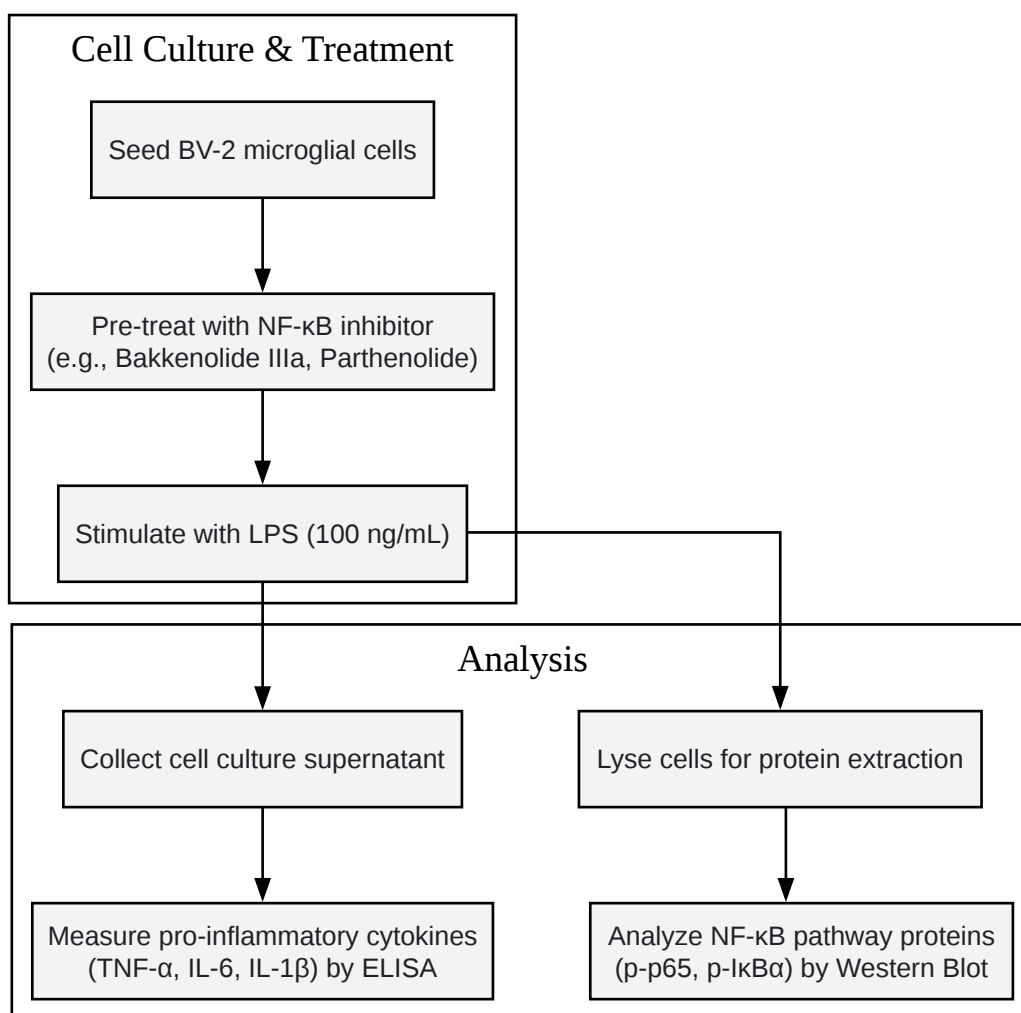 Cell Culture & Treatment
Seed BV-2 microglial cells
Pre-treat with NF-κB inhibitor
(e.g., Bakkenolide IIIa, Parthenolide)
Stimulate with LPS (100 ng/mL)
Analysis
Collect cell culture supernatant
Lyse cells for protein extraction
Measure pro-inflammatory cytokines
(TNF-α, IL-6, IL-1β) by ELISA
Analyze NF-κB pathway proteins
(p-p65, p-IκBα) by Western Blot